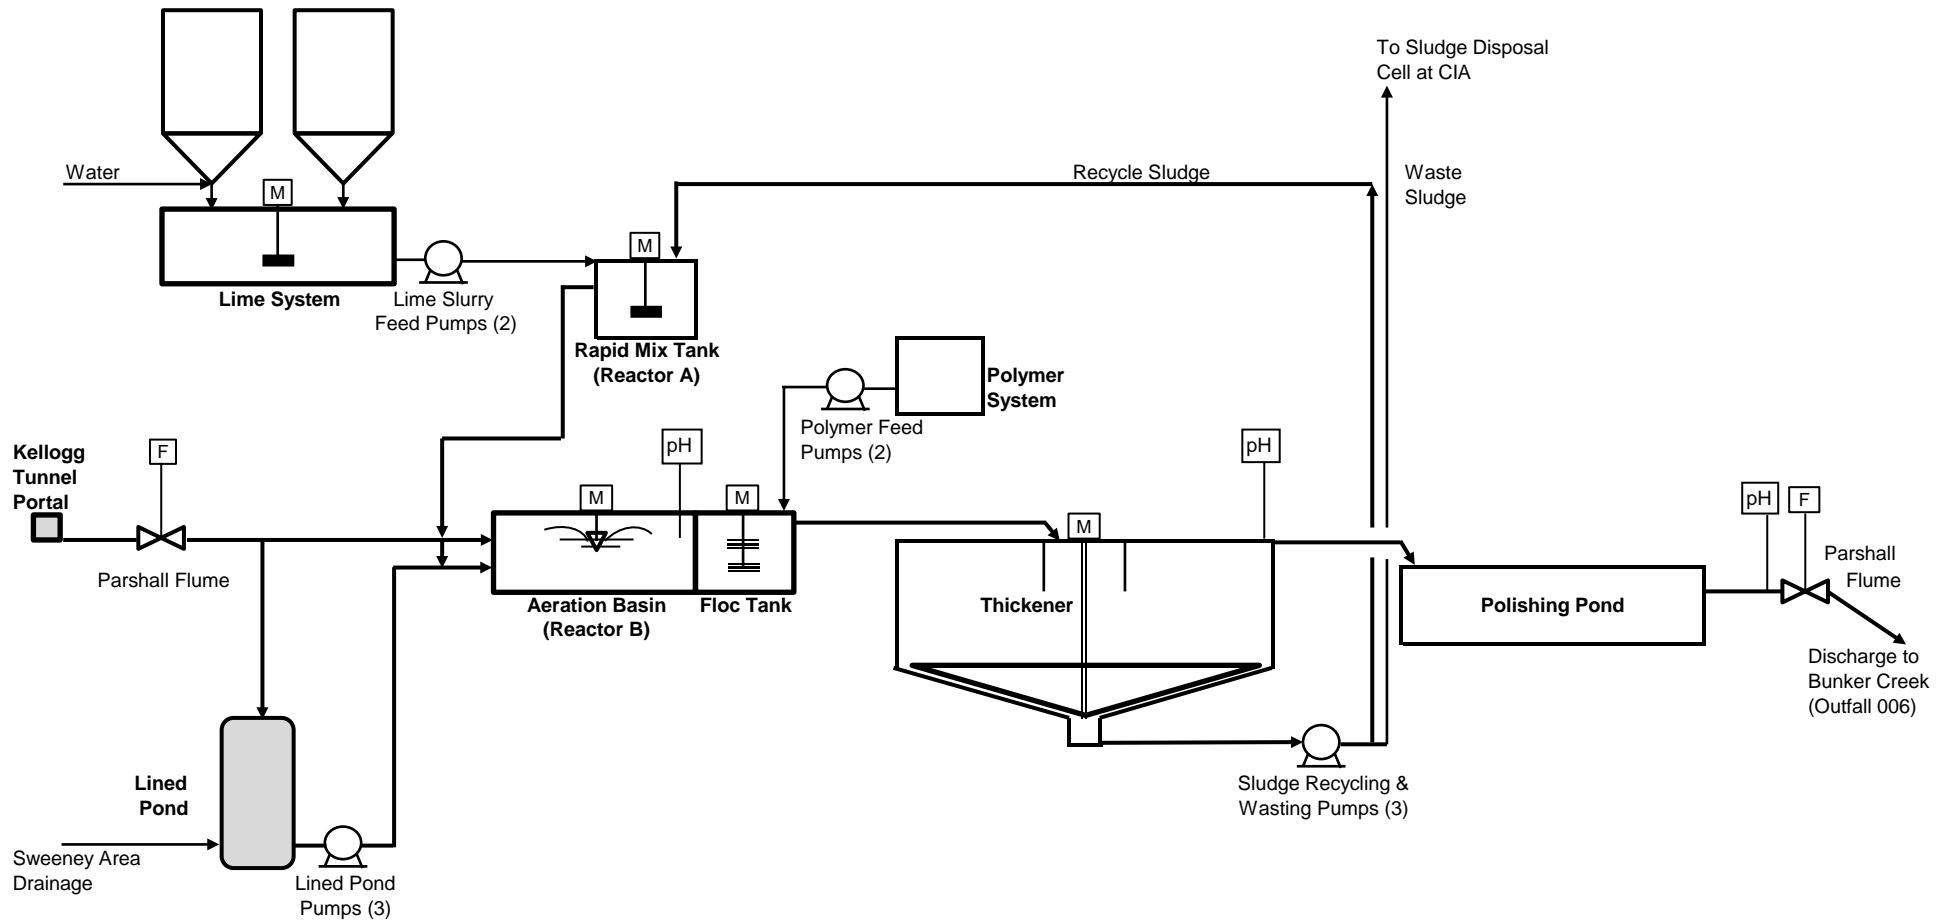 To Sludge Disposal
Cell at CIA
Water
M
Recycle Sludge
Waste
Sludge
M
Lime System
Lime Slurry
Feed Pumps (2)
Rapid Mix Tank
(Reactor A)
Polymer
System
Polymer Feed
Pumps (2)
Kellogg
Tunnel
Portal
F
Parshall Flume
pH
M
M
Aeration Basin
(Reactor B)
Floc Tank
M
pH
Thickener
pH
F
Parshall
Flume
Polishing Pond
Discharge to
Bunker Creek
(Outfall 006)
Lined
Pond
Sweeney Area
Drainage
Lined Pond
Pumps (3)
Sludge Recycling &
Wasting Pumps (3)